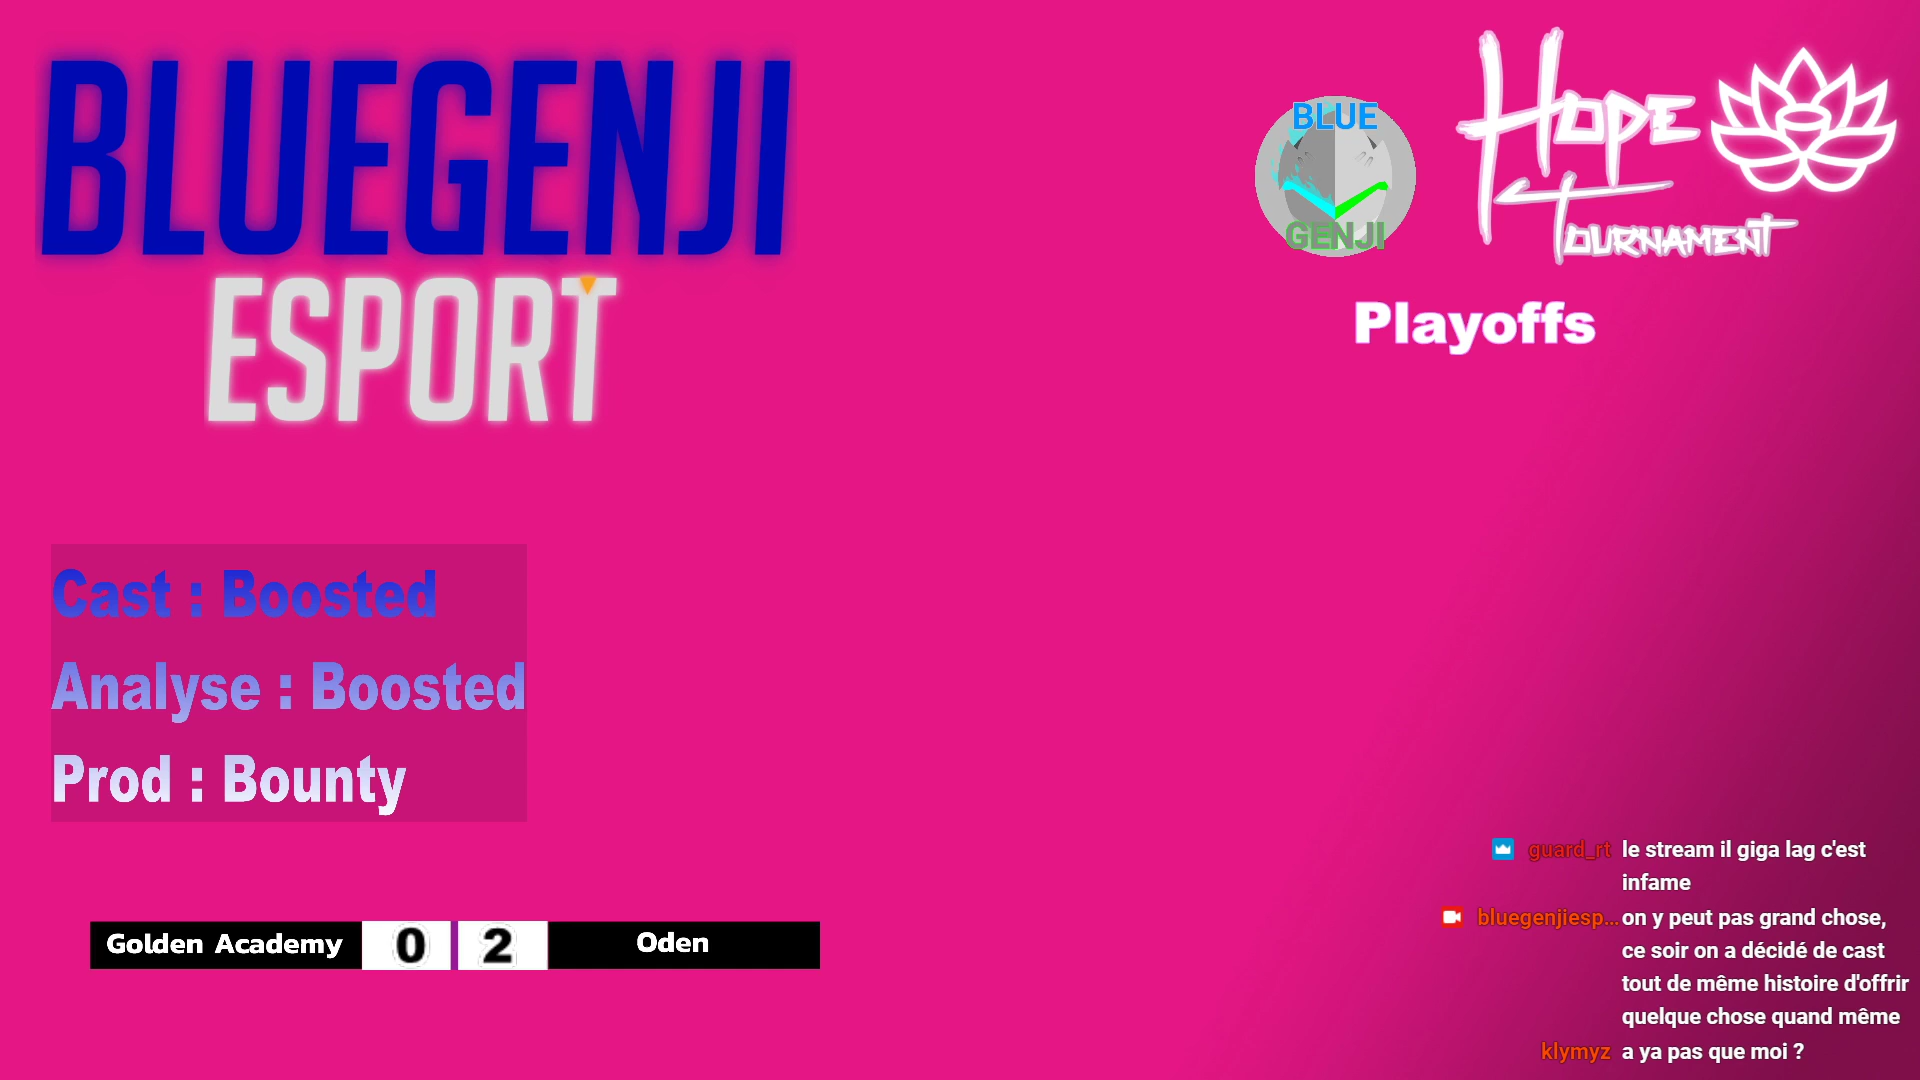 BLUEGENJI
ESPORT
BLUE
GENJI
HOPE
TOURNAMENT
Playoffs
Cast : Boosted
Analyse : Boosted
Prod : Bounty
Golden Academy 0 2 Oden
guard_rt le stream il giga lag c'est
infame
bluegenjiesp... on y peut pas grand chose,
ce soir on a décidé de cast
tout de même histoire d'offrir
quelque chose quand même
klymyz a ya pas que moi ?